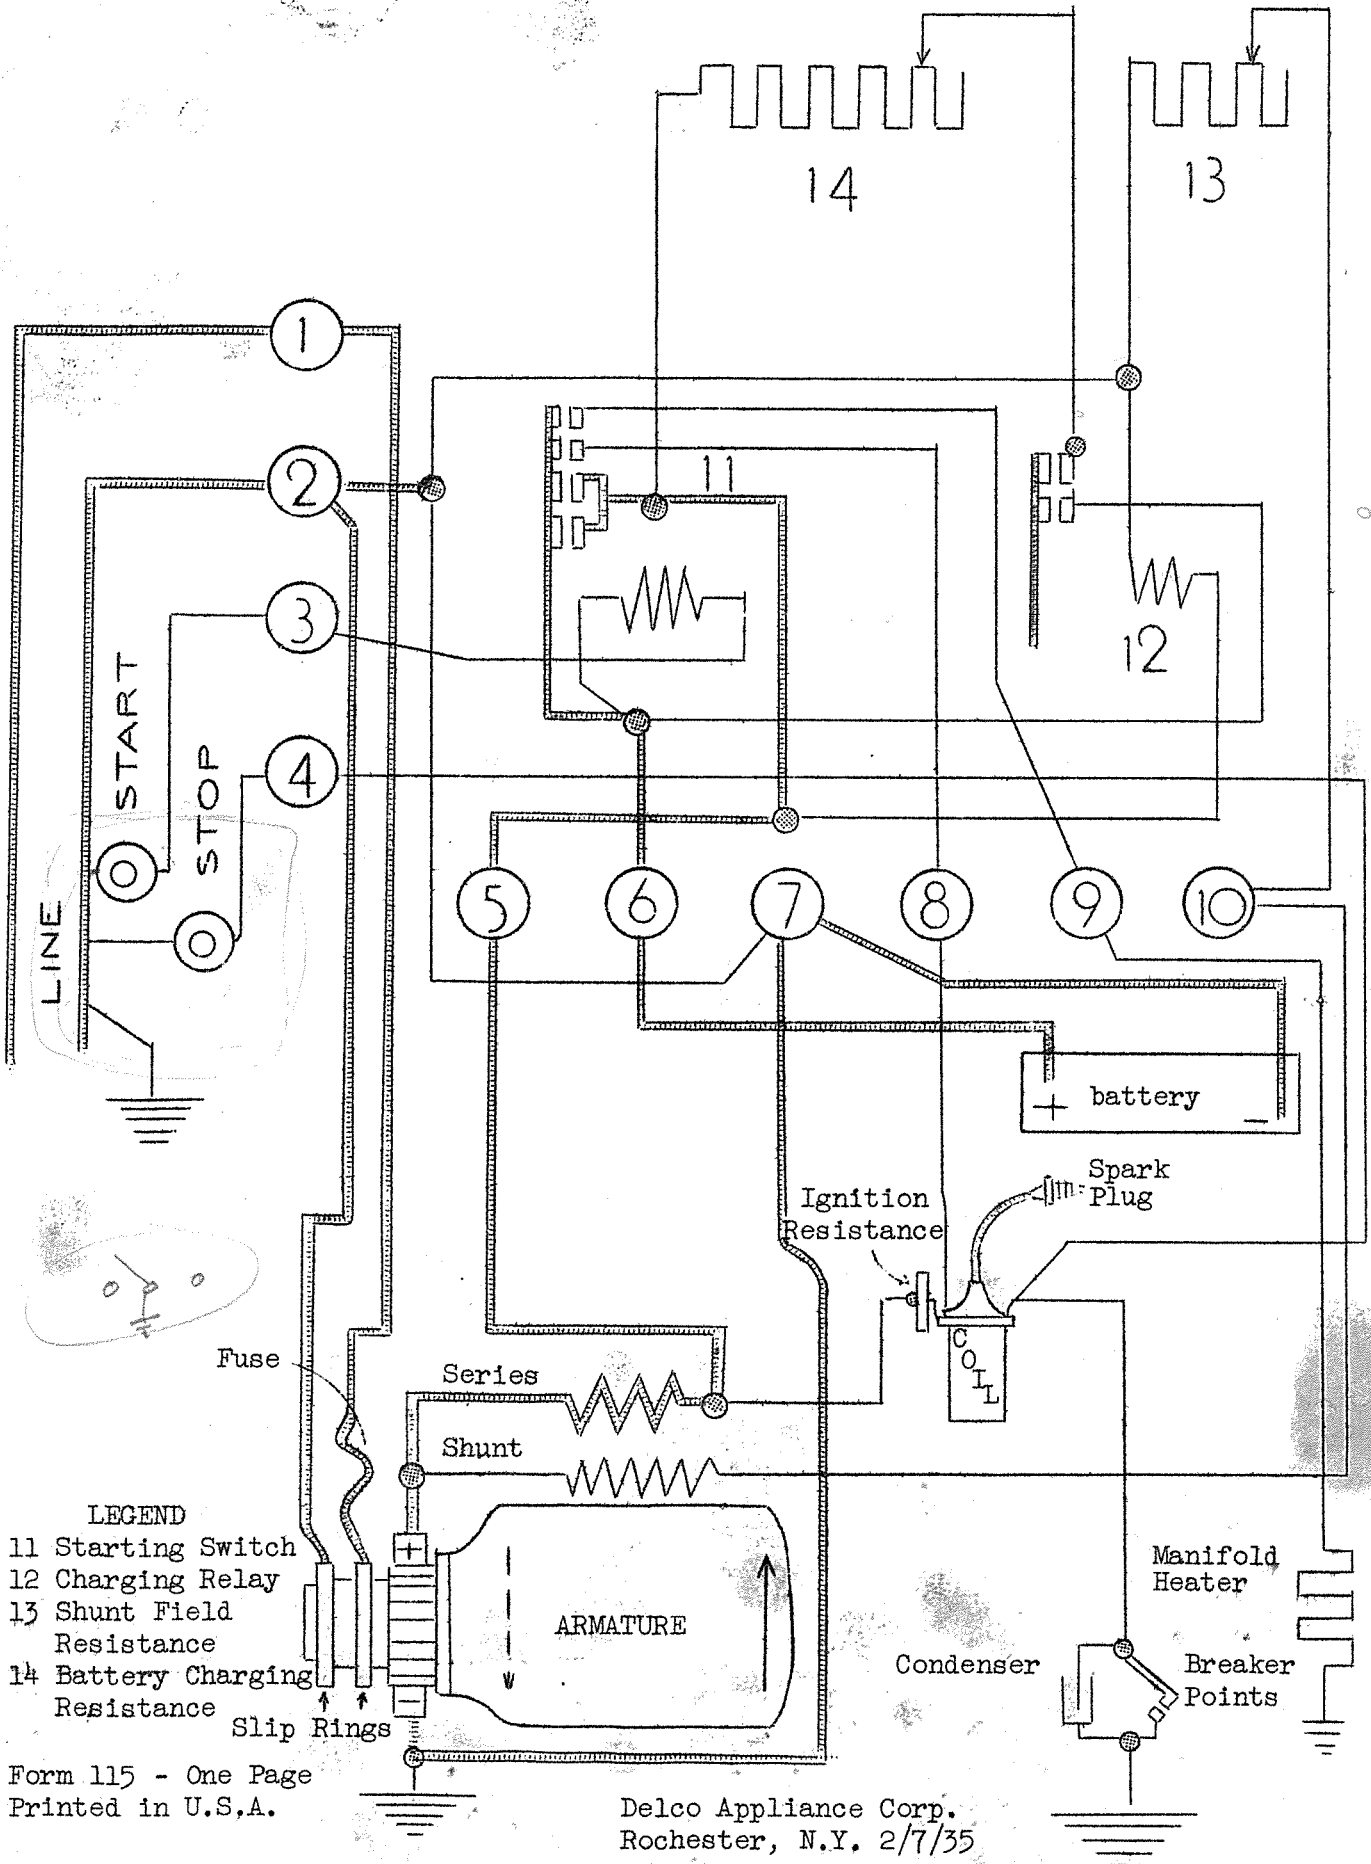 14
13
1
2
11
3
12
START
STOP
4
LINE
5
6
7
8
9
10
+ battery -
Spark
Plug
Ignition
Resistance
COIL
Fuse
Series
Shunt
LEGEND
11 Starting Switch
12 Charging Relay
13 Shunt Field
Resistance
14 Battery Charging
Resistance
+
-
ARMATURE
Slip Rings
Manifold
Heater
Condenser
Breaker
Points
Form 115 - One Page
Printed in U.S.A.
Delco Appliance Corp.
Rochester, N.Y. 2/7/35